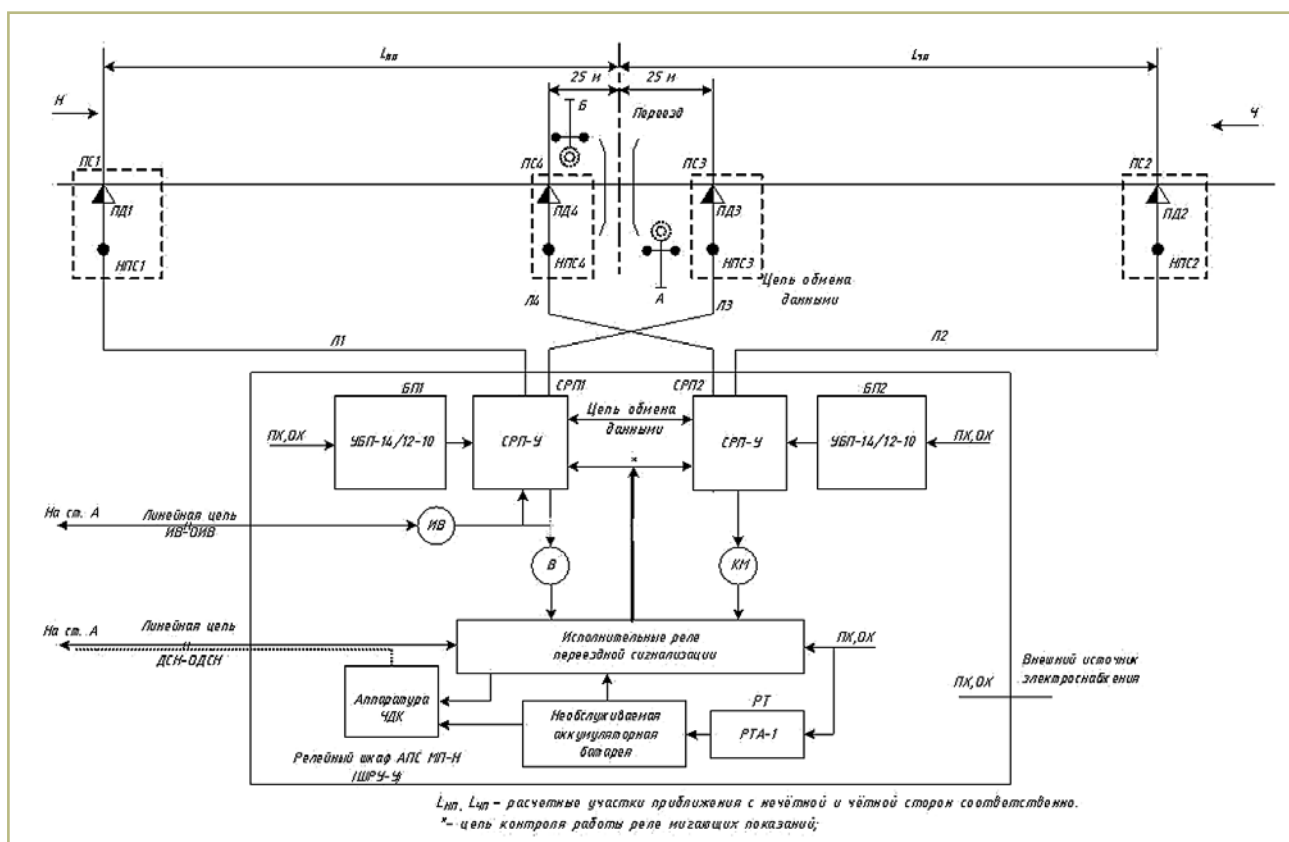 Lнп
Lчп
25 м
25 м
Б
Переезд
Н
Ч
ПС1
ПС4
ПС3
ПС2
ПД1
ПД4
ПД3
ПД2
НПС1
НПС4
НПС3
НПС2
А
Цепь обмена
данными
Л4
Л3
Л1
Л2
БП1
СРП1
СРП2
БП2
Цепь обмена
данными
ПХ,ОХ
УБП-14/12-10
СРП-У
СРП-У
УБП-14/12-10
ПХ,ОХ
*
На ст. А
Линейная цепь
ИВ-ОИВ
ИВ
В
КМ
На ст. А
Линейная цепь
ДСН-ОДСН
Исполнительные реле
переездной сигнализации
ПХ,ОХ
Внешний источник
электроснабжения
ПХ,ОХ
Аппаратура
ЧДК
Необслуживаемая
аккумуляторная
батарея
РТ
РТА-1
Релейный шкаф АПС МП-Н
(ШРУ-У)
Lнп, Lчп - расчетные участки приближения с нечётной и чётной сторон соответственно.
*- цепь контроля работы реле мигающих показаний;